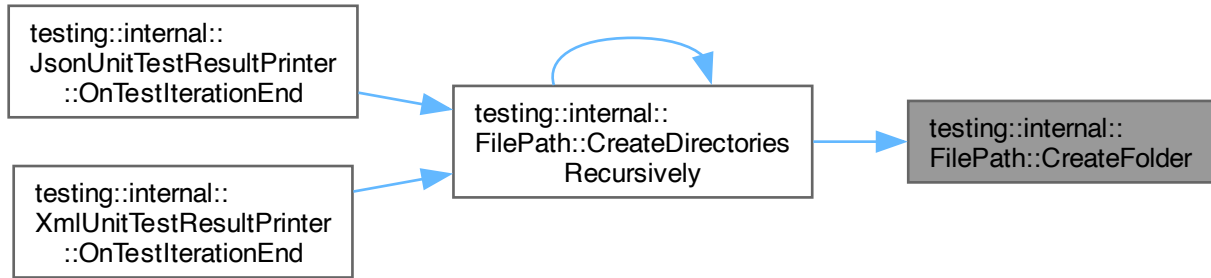 testing::internal::
JsonUnitTestResultPrinter
::OnTestIterationEnd
testing::internal::
XmlUnitTestResultPrinter
::OnTestIterationEnd
testing::internal::
FilePath::CreateDirectories
Recursively
testing::internal::
FilePath::CreateFolder